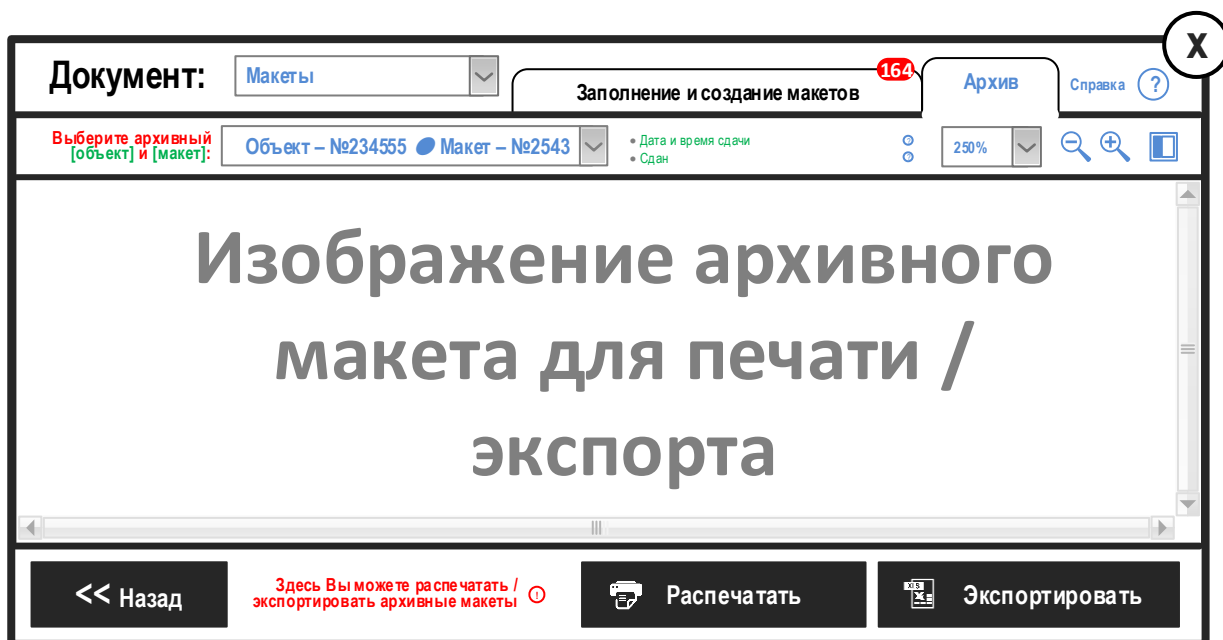 X
Документ:
Макеты
164
Заполнение и создание макетов
Архив
Справка
?
Выберите архивный
[объект] и [макет]:
Объект – №234555 Макет – №2543
• Дата и время сдачи
• Сдан
250%
Изображение архивного
макета для печати /
экспорта
<< Назад
Здесь Вы можете распечатать /
экспортировать архивные макеты
Распечатать
XLS
Экспортировать